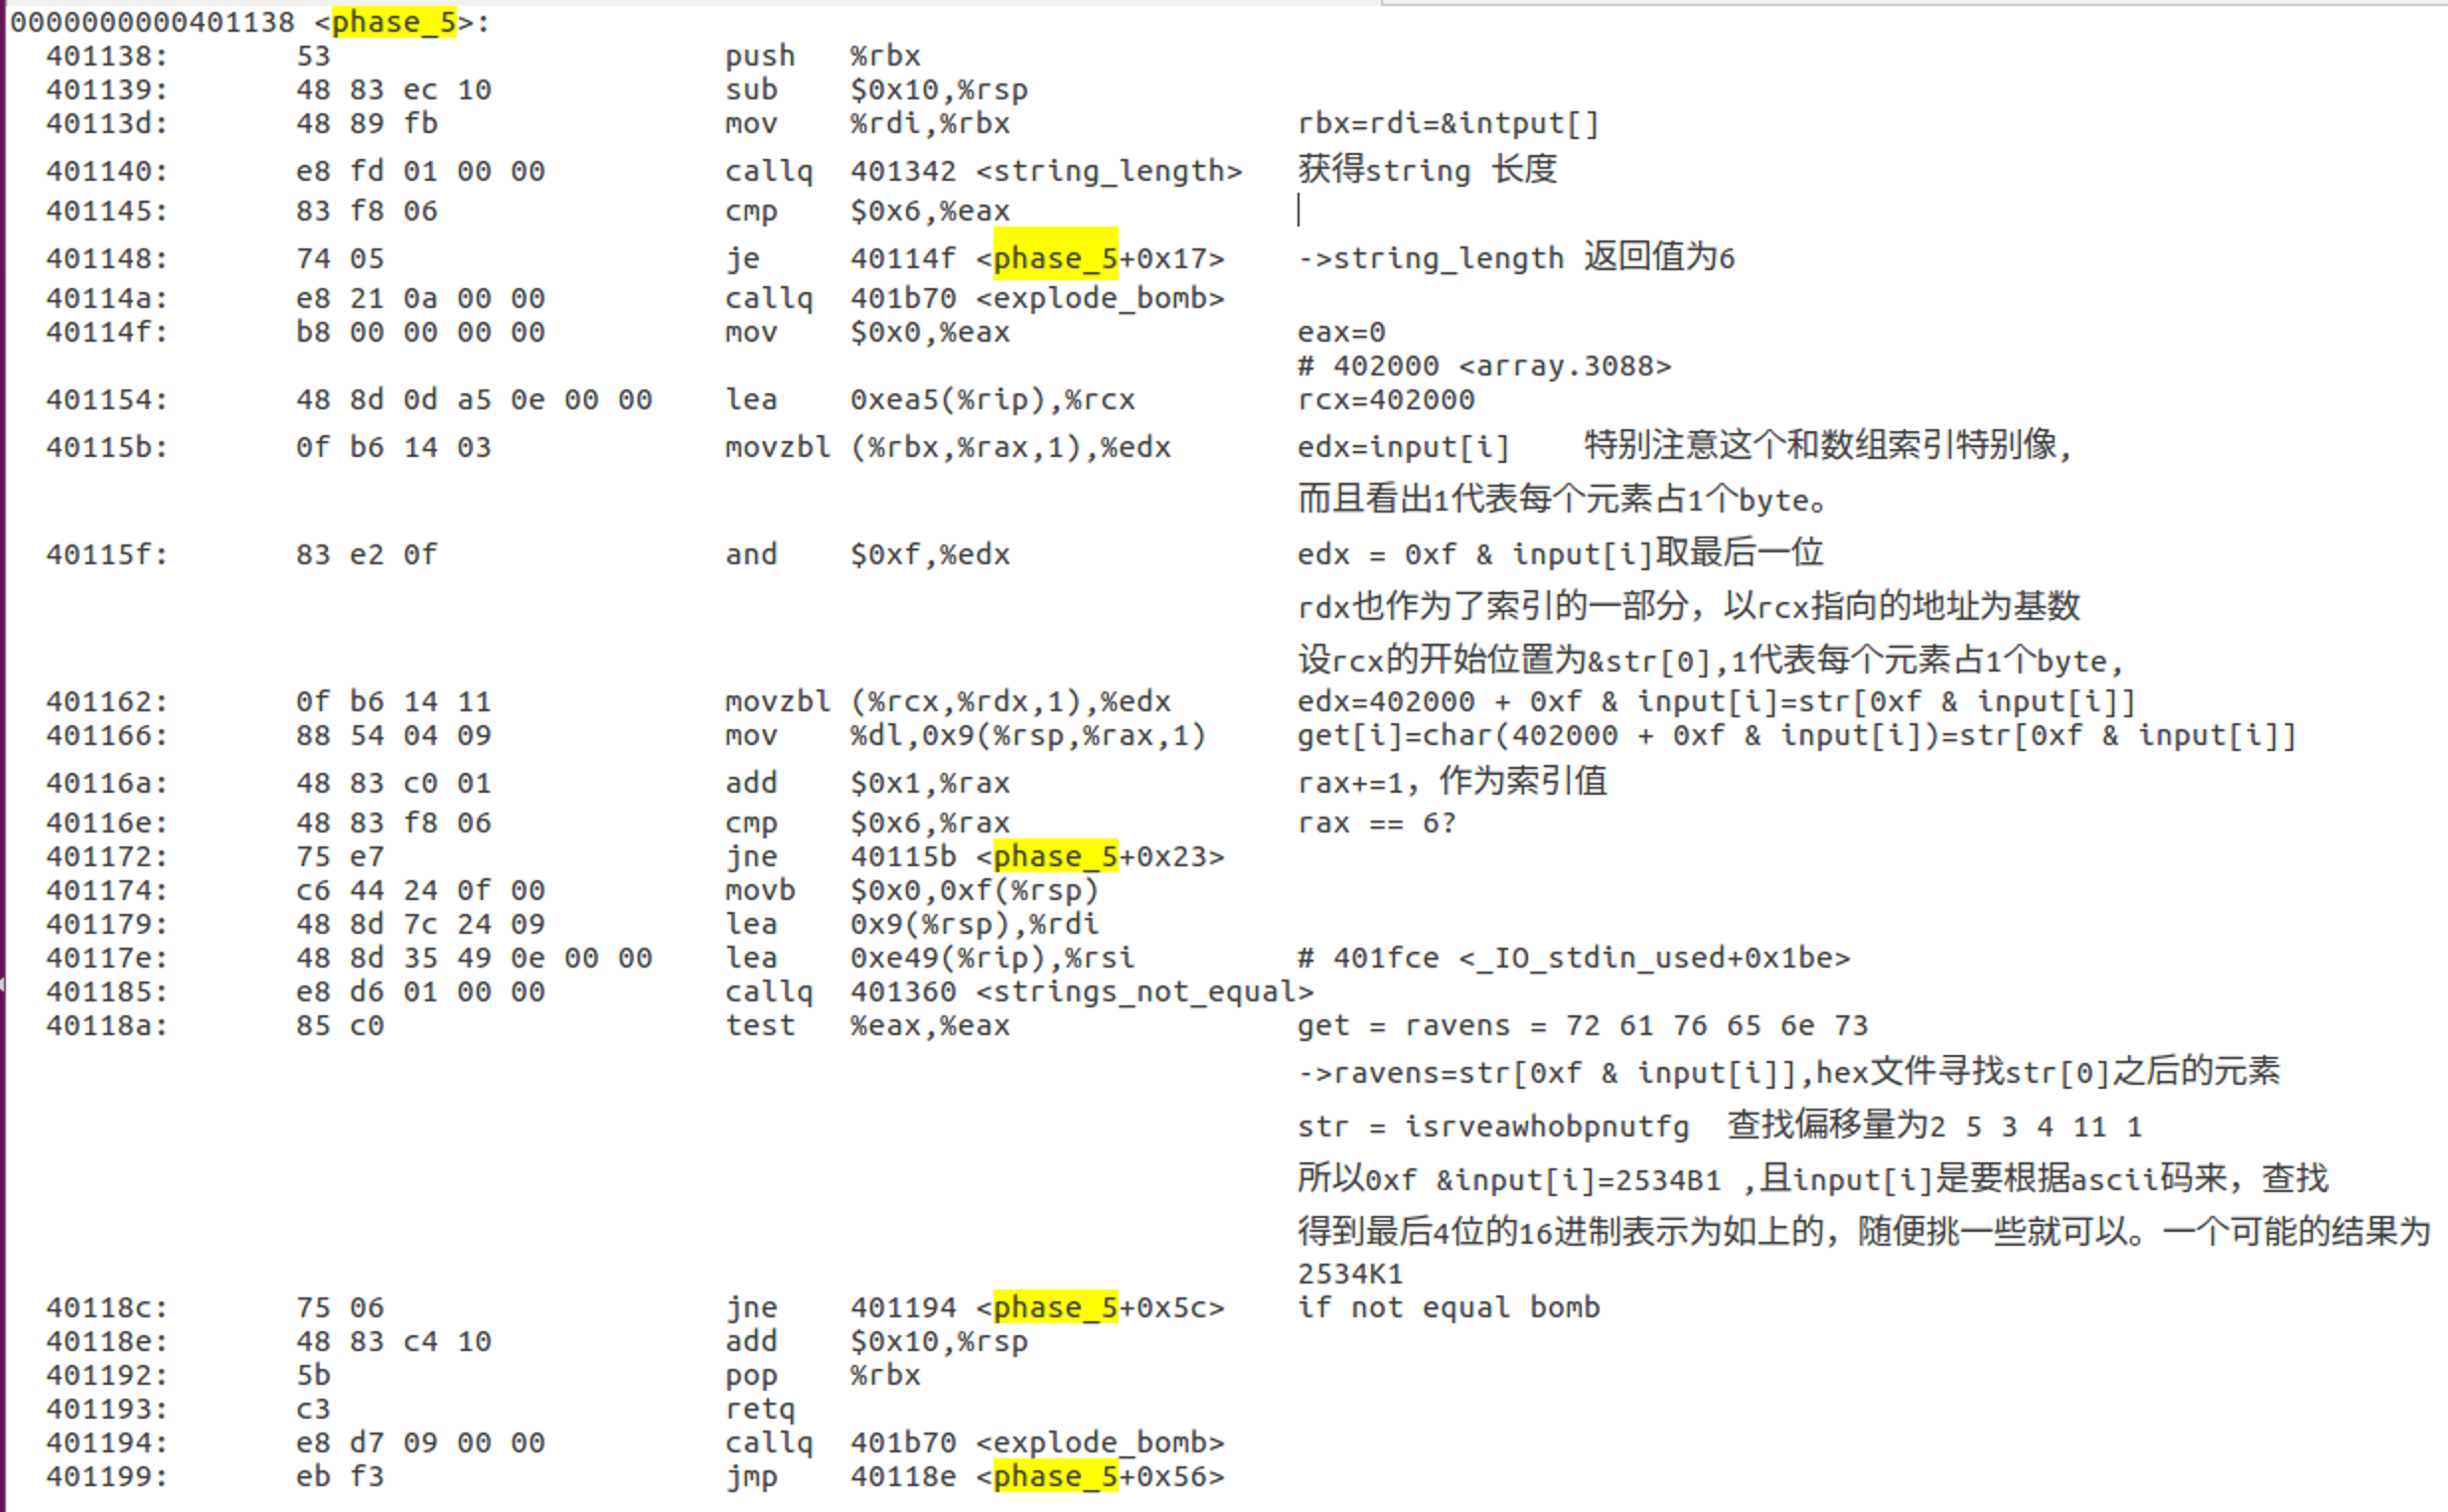 0000000000401138 <phase_5>:
401138: 53 push %rbx
401139: 48 83 ec 10 sub $0x10,%rsp
40113d: 48 89 fb mov %rdi,%rbx rbx=rdi=&intput[]
401140: e8 fd 01 00 00 callq 401342 <string_length> 获得string 长度
401145: 83 f8 06 cmp $0x6,%eax
401148: 74 05 je 40114f <phase_5+0x17> ->string_length 返回值为6
40114a: e8 21 0a 00 00 callq 401b70 <explode_bomb>
40114f: b8 00 00 00 00 mov $0x0,%eax eax=0
# 402000 <array.3088>
401154: 48 8d 0d a5 0e 00 00 lea 0xea5(%rip),%rcx rcx=402000
40115b: 0f b6 14 03 movzbl (%rbx,%rax,1),%edx edx=input[i] 特别注意这个和数组索引特别像,
而且看出1代表每个元素占1个byte。
40115f: 83 e2 0f and $0xf,%edx edx = 0xf & input[i]取最后一位
rdx也作为了索引的一部分，以rcx指向的地址为基数
设rcx的开始位置为&str[0],1代表每个元素占1个byte,
401162: 0f b6 14 11 movzbl (%rcx,%rdx,1),%edx edx=402000 + 0xf & input[i]=str[0xf & input[i]]
401166: 88 54 04 09 mov %dl,0x9(%rsp,%rax,1) get[i]=char(402000 + 0xf & input[i])=str[0xf & input[i]]
40116a: 48 83 c0 01 add $0x1,%rax rax+=1，作为索引值
40116e: 48 83 f8 06 cmp $0x6,%rax rax == 6?
401172: 75 e7 jne 40115b <phase_5+0x23>
401174: c6 44 24 0f 00 movb $0x0,0xf(%rsp)
401179: 48 8d 7c 24 09 lea 0x9(%rsp),%rdi
40117e: 48 8d 35 49 0e 00 00 lea 0xe49(%rip),%rsi # 401fce <_IO_stdin_used+0x1be>
401185: e8 d6 01 00 00 callq 401360 <strings_not_equal>
40118a: 85 c0 test %eax,%eax get = ravens = 72 61 76 65 6e 73
->ravens=str[0xf & input[i]],hex文件寻找str[0]之后的元素
str = isrveawhobpnutfg 查找偏移量为2 5 3 4 11 1
所以0xf &input[i]=2534B1 ,且input[i]是要根据ascii码来，查找
得到最后4位的16进制表示为如上的，随便挑一些就可以。一个可能的结果为
2534K1
40118c: 75 06 jne 401194 <phase_5+0x5c> if not equal bomb
40118e: 48 83 c4 10 add $0x10,%rsp
401192: 5b pop %rbx
401193: c3 retq
401194: e8 d7 09 00 00 callq 401b70 <explode_bomb>
401199: eb f3 jmp 40118e <phase_5+0x56>